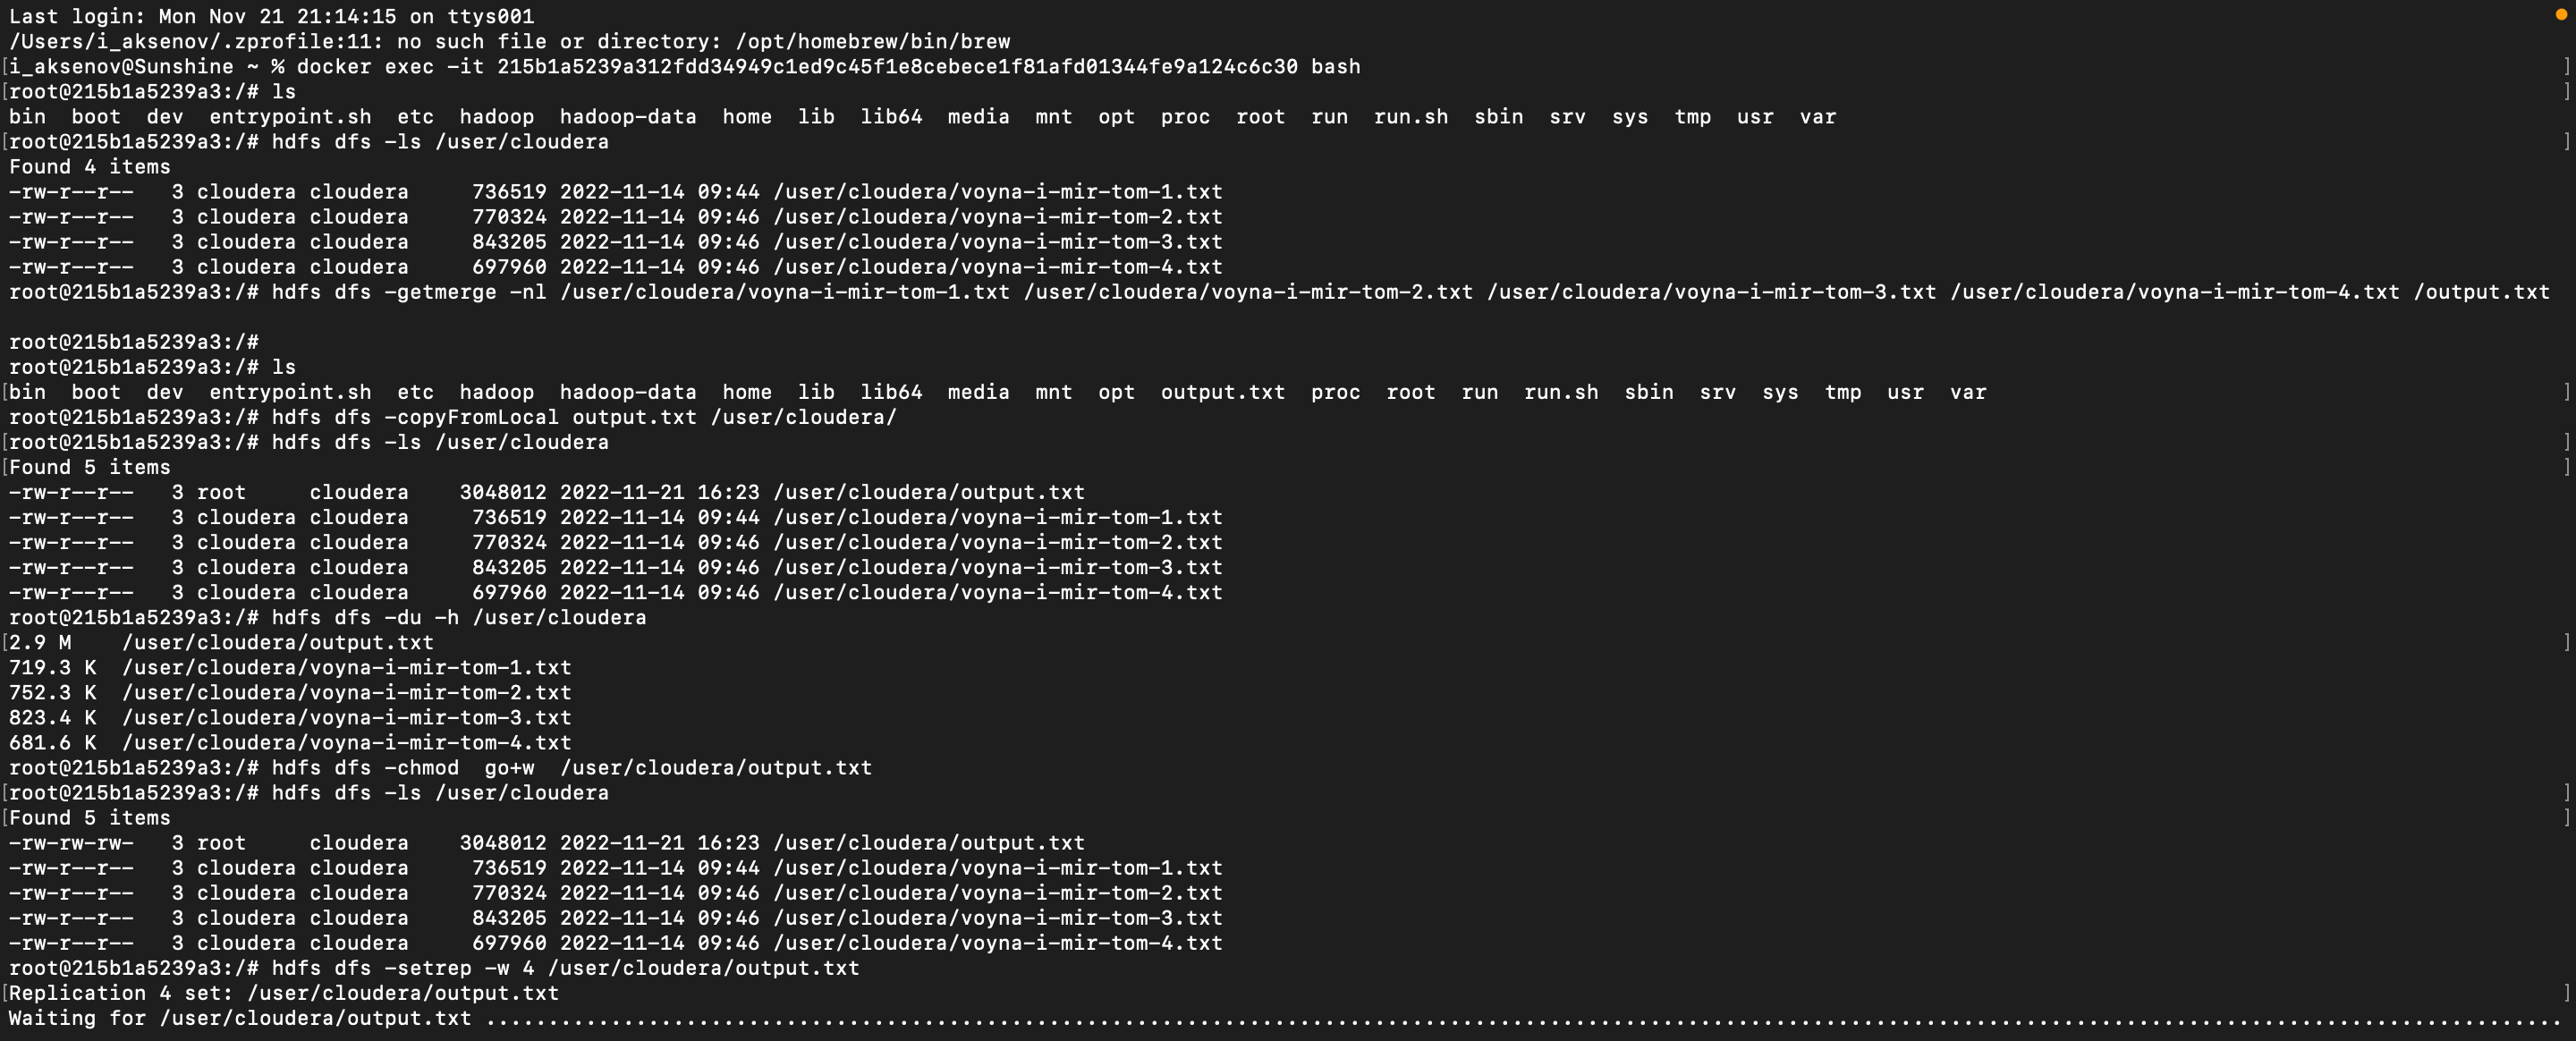 Last login: Mon Nov 21 21:14:15 on ttys001
/Users/i_aksenov/.zprofile:11: no such file or directory: /opt/homebrew/bin/brew
[i_aksenov@Sunshine ~ % docker exec -it 215b1a5239a312fdd34949c1ed9c45f1e8cebece1f81afd01344fe9a124c6c30 bash ]
[root@215b1a5239a3:/# ls ]
bin boot dev entrypoint.sh etc hadoop hadoop-data home lib lib64 media mnt opt proc root run run.sh sbin srv sys tmp usr var
[root@215b1a5239a3:/# hdfs dfs -ls /user/cloudera ]
Found 4 items
-rw-r--r-- 3 cloudera cloudera 736519 2022-11-14 09:44 /user/cloudera/voyna-i-mir-tom-1.txt
-rw-r--r-- 3 cloudera cloudera 770324 2022-11-14 09:46 /user/cloudera/voyna-i-mir-tom-2.txt
-rw-r--r-- 3 cloudera cloudera 843205 2022-11-14 09:46 /user/cloudera/voyna-i-mir-tom-3.txt
-rw-r--r-- 3 cloudera cloudera 697960 2022-11-14 09:46 /user/cloudera/voyna-i-mir-tom-4.txt
root@215b1a5239a3:/# hdfs dfs -getmerge -nl /user/cloudera/voyna-i-mir-tom-1.txt /user/cloudera/voyna-i-mir-tom-2.txt /user/cloudera/voyna-i-mir-tom-3.txt /user/cloudera/voyna-i-mir-tom-4.txt /output.txt
root@215b1a5239a3:/#
root@215b1a5239a3:/# ls
[bin boot dev entrypoint.sh etc hadoop hadoop-data home lib lib64 media mnt opt output.txt proc root run run.sh sbin srv sys tmp usr var ]
root@215b1a5239a3:/# hdfs dfs -copyFromLocal output.txt /user/cloudera/
[root@215b1a5239a3:/# hdfs dfs -ls /user/cloudera ]
[Found 5 items ]
-rw-r--r-- 3 root cloudera 3048012 2022-11-21 16:23 /user/cloudera/output.txt
-rw-r--r-- 3 cloudera cloudera 736519 2022-11-14 09:44 /user/cloudera/voyna-i-mir-tom-1.txt
-rw-r--r-- 3 cloudera cloudera 770324 2022-11-14 09:46 /user/cloudera/voyna-i-mir-tom-2.txt
-rw-r--r-- 3 cloudera cloudera 843205 2022-11-14 09:46 /user/cloudera/voyna-i-mir-tom-3.txt
-rw-r--r-- 3 cloudera cloudera 697960 2022-11-14 09:46 /user/cloudera/voyna-i-mir-tom-4.txt
root@215b1a5239a3:/# hdfs dfs -du -h /user/cloudera
[2.9 M /user/cloudera/output.txt ]
719.3 K /user/cloudera/voyna-i-mir-tom-1.txt
752.3 K /user/cloudera/voyna-i-mir-tom-2.txt
823.4 K /user/cloudera/voyna-i-mir-tom-3.txt
681.6 K /user/cloudera/voyna-i-mir-tom-4.txt
root@215b1a5239a3:/# hdfs dfs -chmod go+w /user/cloudera/output.txt
[root@215b1a5239a3:/# hdfs dfs -ls /user/cloudera ]
[Found 5 items ]
-rw-rw-rw- 3 root cloudera 3048012 2022-11-21 16:23 /user/cloudera/output.txt
-rw-r--r-- 3 cloudera cloudera 736519 2022-11-14 09:44 /user/cloudera/voyna-i-mir-tom-1.txt
-rw-r--r-- 3 cloudera cloudera 770324 2022-11-14 09:46 /user/cloudera/voyna-i-mir-tom-2.txt
-rw-r--r-- 3 cloudera cloudera 843205 2022-11-14 09:46 /user/cloudera/voyna-i-mir-tom-3.txt
-rw-r--r-- 3 cloudera cloudera 697960 2022-11-14 09:46 /user/cloudera/voyna-i-mir-tom-4.txt
root@215b1a5239a3:/# hdfs dfs -setrep -w 4 /user/cloudera/output.txt
[Replication 4 set: /user/cloudera/output.txt ]
Waiting for /user/cloudera/output.txt ......................................................................................................................................................................